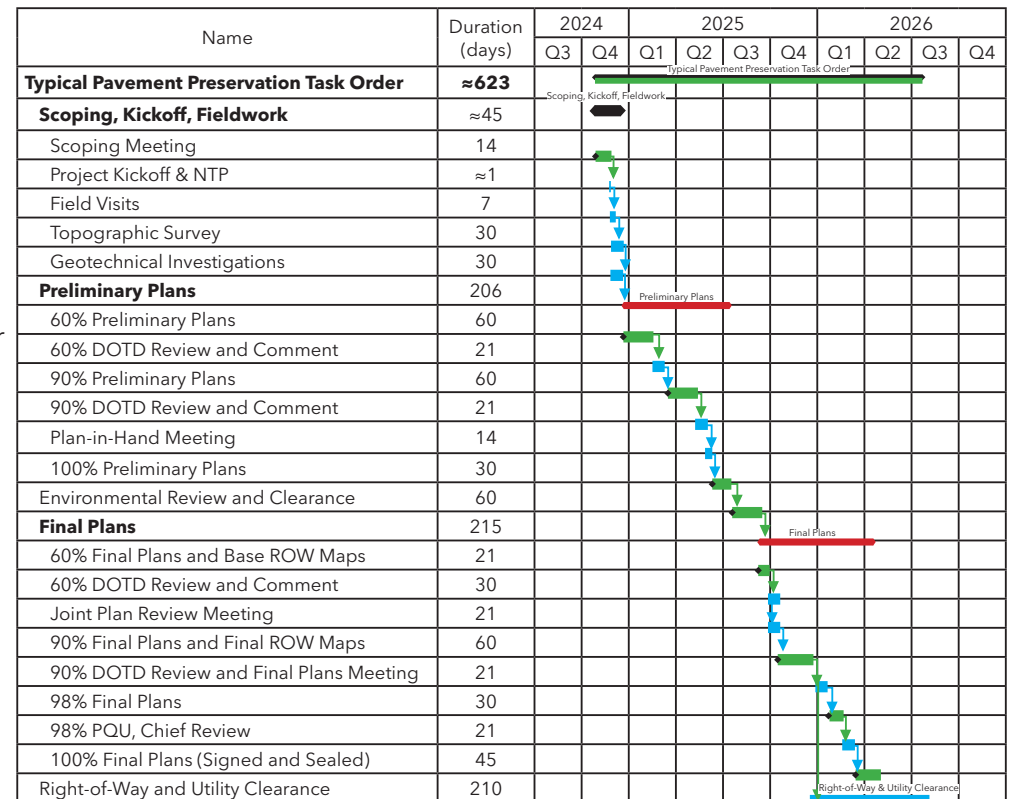 Name Duration (days) 2024 2025 2026
Q3 Q4 Q1 Q2 Q3 Q4 Q1 Q2 Q3 Q4
Typical Pavement Preservation Task Order ≈623 Typical Pavement Preservation Task Order
Scoping, Kickoff, Fieldwork ≈45 Scoping, Kickoff, Fieldwork
Scoping Meeting 14
Project Kickoff & NTP ≈1
Field Visits 7
Topographic Survey 30
Geotechnical Investigations 30
Preliminary Plans 206 Preliminary Plans
60% Preliminary Plans 60
60% DOTD Review and Comment 21
90% Preliminary Plans 60
90% DOTD Review and Comment 21
Plan-in-Hand Meeting 14
100% Preliminary Plans 30
Environmental Review and Clearance 60
Final Plans 215 Final Plans
60% Final Plans and Base ROW Maps 21
60% DOTD Review and Comment 30
Joint Plan Review Meeting 21
90% Final Plans and Final ROW Maps 60
90% DOTD Review and Final Plans Meeting 21
98% Final Plans 30
98% PQU, Chief Review 21
100% Final Plans (Signed and Sealed) 45
Right-of-Way and Utility Clearance 210 Right-of-Way & Utility Clearance